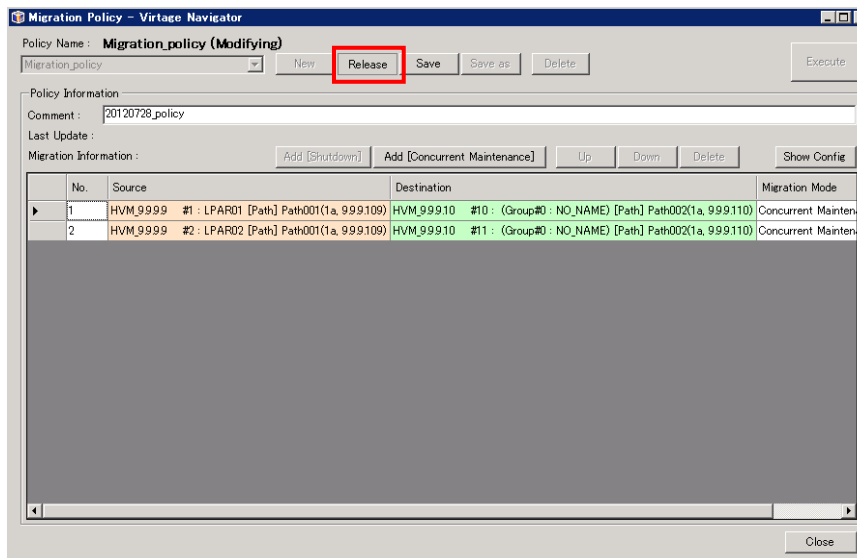 Migration Policy - Virtage Navigator
Policy Name : Migration_policy (Modifying)
Migration_policy New Release Save Save as Delete Execute
Policy Information
Comment : 20120728_policy
Last Update :
Migration Information : Add [Shutdown] Add [Concurrent Maintenance] Up Down Delete Show Config
No. Source Destination Migration Mode
1 HVM_9.9.9.9 #1 : LPAR01 [Path] Path001(1a, 9.9.9.109) HVM_9.9.9.10 #10 : (Group#0 : NO_NAME) [Path] Path002(1a, 9.9.9.110) Concurrent Mainten
2 HVM_9.9.9.9 #2 : LPAR02 [Path] Path001(1a, 9.9.9.109) HVM_9.9.9.10 #11 : (Group#0 : NO_NAME) [Path] Path002(1a, 9.9.9.110) Concurrent Mainten
Close